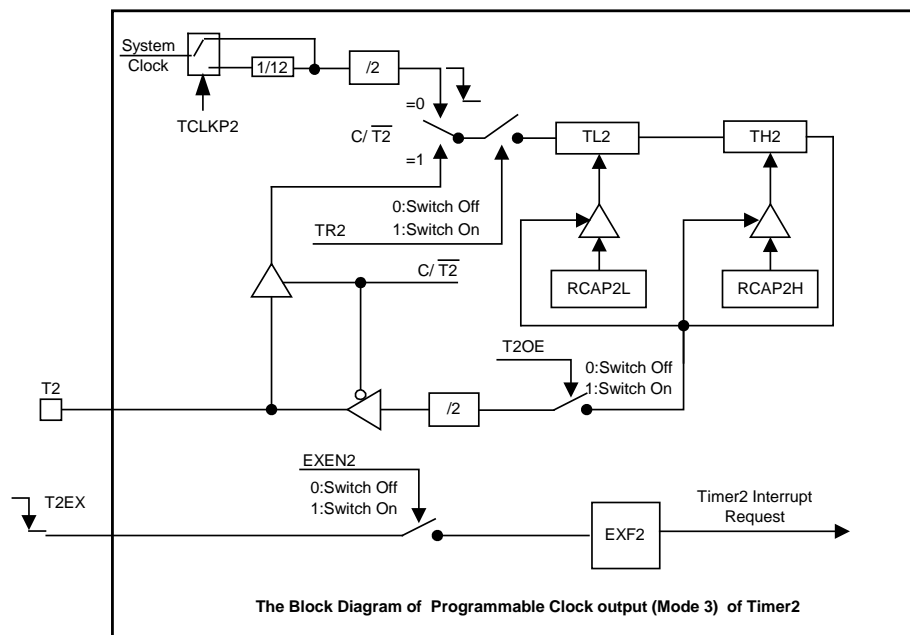 System
Clock
1/12
/2
TCLKP2
=0
C/ T2
=1
TL2
TH2
0:Switch Off
1:Switch On
TR2
C/T2
RCAP2L
RCAP2H
T2OE
0:Switch Off
1:Switch On
T2
/2
EXEN2
0:Switch Off
1:Switch On
T2EX
EXF2
Timer2 Interrupt
Request
The Block Diagram of Programmable Clock output (Mode 3) of Timer2